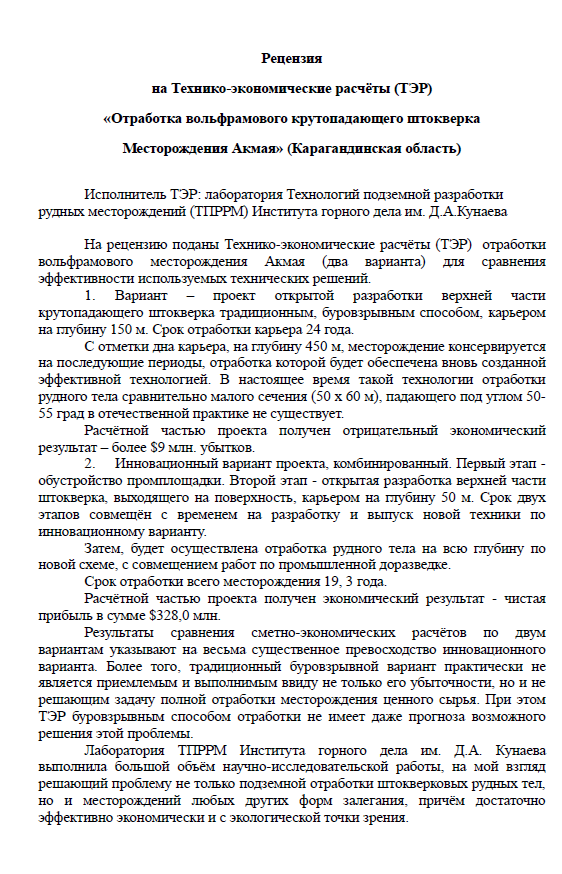 Рецензия
на Технико-экономические расчёты (ТЭР)
«Отработка вольфрамового крутопадающего штокверка
Месторождения Акмая» (Карагандинская область)
Исполнитель ТЭР: лаборатория Технологий подземной разработки
рудных месторождений (ТПРРМ) Института горного дела им. Д.А.Кунаева
На рецензию поданы Технико-экономические расчёты (ТЭР) отработки
вольфрамового месторождения Акмая (два варианта) для сравнения
эффективности используемых технических решений.
1. Вариант – проект открытой разработки верхней части
крутопадающего штокверка традиционным, буровзрывным способом, карьером
на глубину 150 м. Срок отработки карьера 24 года.
С отметки дна карьера, на глубину 450 м, месторождение консервируется
на последующие периоды, отработка которой будет обеспечена вновь созданной
эффективной технологией. В настоящее время такой технологии отработки
рудного тела сравнительно малого сечения (50 х 60 м), падающего под углом 50-
55 град в отечественной практике не существует.
Расчётной частью проекта получен отрицательный экономический
результат – более $9 млн. убытков.
2. Инновационный вариант проекта, комбинированный. Первый этап -
обустройство промплощадки. Второй этап - открытая разработка верхней части
штокверка, выходящего на поверхность, карьером на глубину 50 м. Срок двух
этапов совмещён с временем на разработку и выпуск новой техники по
инновационному варианту.
Затем, будет осуществлена отработка рудного тела на всю глубину по
новой схеме, с совмещением работ по промышленной доразведке.
Срок отработки всего месторождения 19, 3 года.
Расчётной частью проекта получен экономический результат - чистая
прибыль в сумме $328,0 млн.
Результаты сравнения сметно-экономических расчётов по двум
вариантам указывают на весьма существенное превосходство инновационного
варианта. Более того, традиционный буровзрывной вариант практически не
является приемлемым и выполнимым ввиду не только его убыточности, но и не
решающим задачу полной отработки месторождения ценного сырья. При этом
ТЭР буровзрывным способом отработки не имеет даже прогноза возможного
решения этой проблемы.
Лаборатория ТПРРМ Института горного дела им. Д.А. Кунаева
выполнила большой объём научно-исследовательской работы, на мой взгляд
решающий проблему не только подземной отработки штокверковых рудных тел,
но и месторождений любых других форм залегания, причём достаточно
эффективно экономически и с экологической точки зрения.